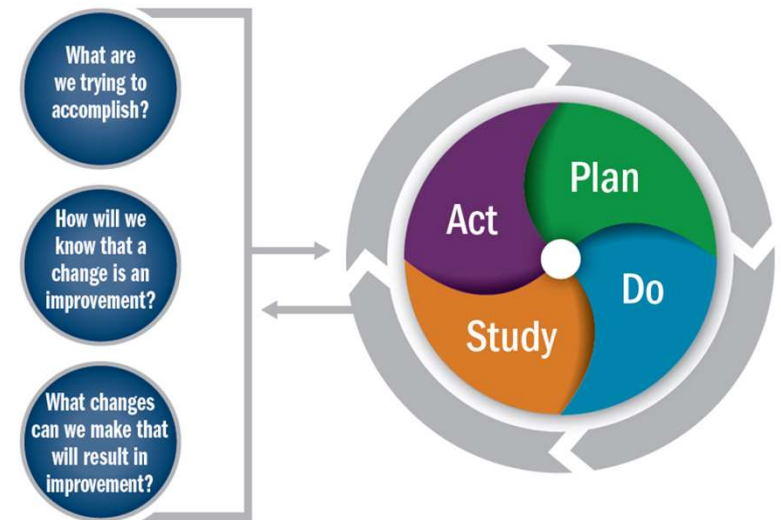 What are
we trying to
accomplish?
How will we
know that a
change is an
improvement?
What changes
can we make that
will result in
improvement?
Plan
Act
Do
Study